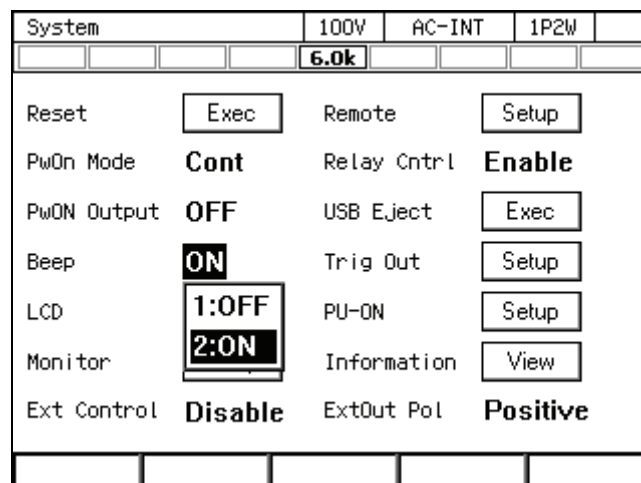 System 100V AC-INT 1P2W
6.0k
Reset Exec Remote Setup
PwOn Mode Cont Relay Cntrl Enable
PwON Output OFF USB Eject Exec
Beep ON Trig Out Setup
LCD 1:OFF PU-ON Setup
2:ON
Monitor Information View
Ext Control Disable ExtOut Pol Positive